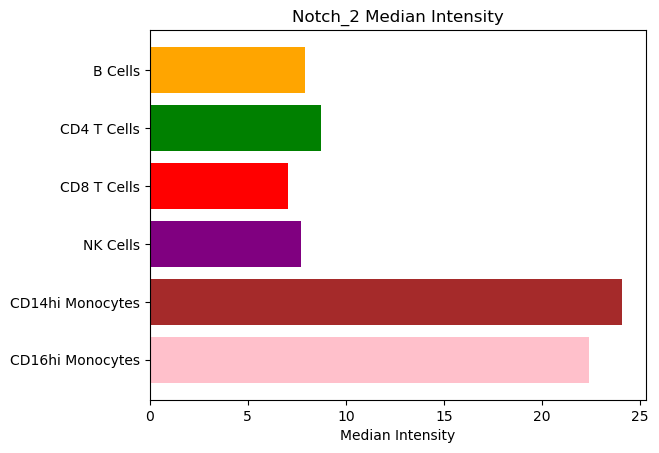 Notch_2 Median Intensity
B Cells
CD4 T Cells
CD8 T Cells
NK Cells
CD14hi Monocytes
CD16hi Monocytes
0 5 10 15 20 25
Median Intensity